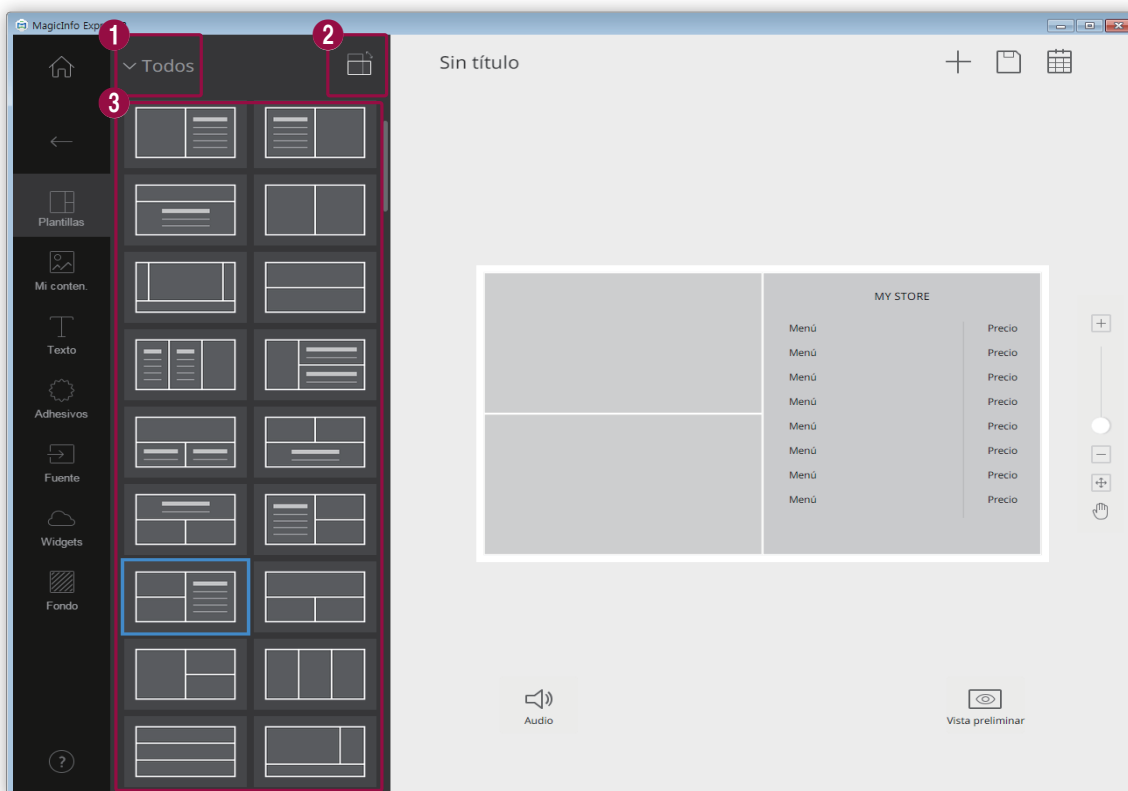 MagicInfo Exp
1
2
Todos
Sin título
3
Plantillas
Mi conten.
Texto
Adhesivos
Fuente
Widgets
Fondo
?
MY STORE
Menú Precio
Menú Precio
Menú Precio
Menú Precio
Menú Precio
Menú Precio
Menú Precio
Menú Precio
Audio
Vista preliminar